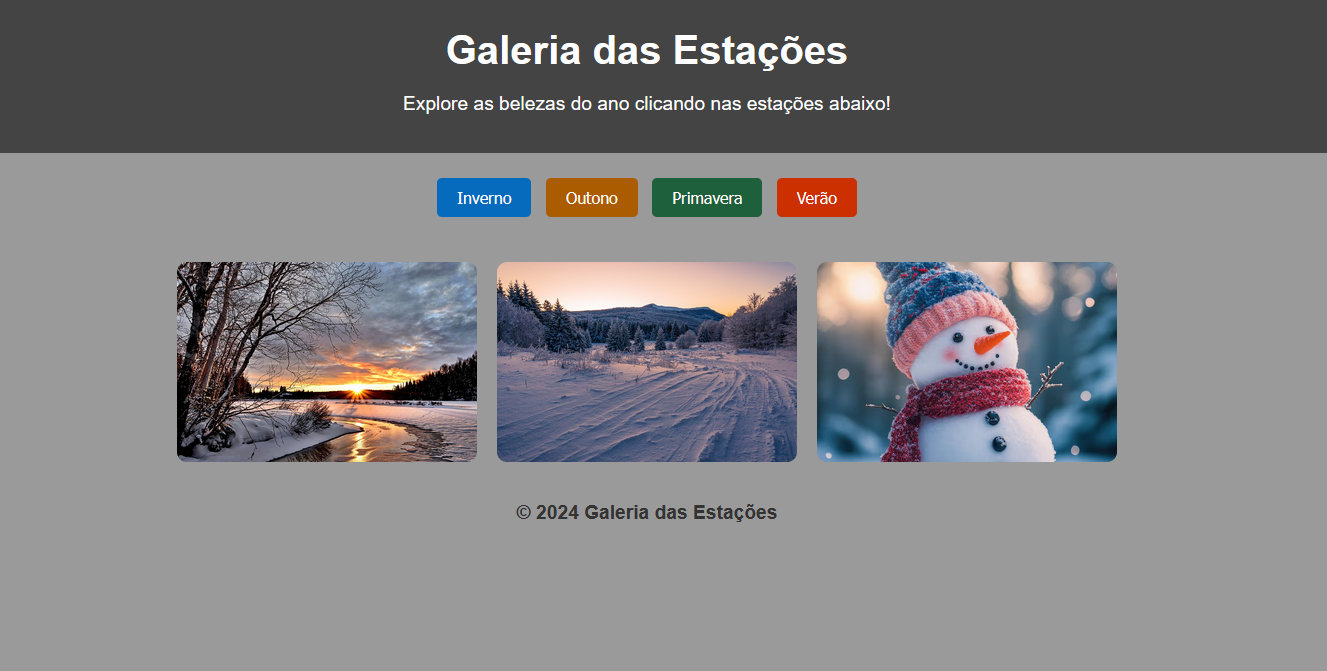 Galeria das Estações
Explore as belezas do ano clicando nas estações abaixo!
Inverno Outono Primavera Verão
© 2024 Galeria das Estações